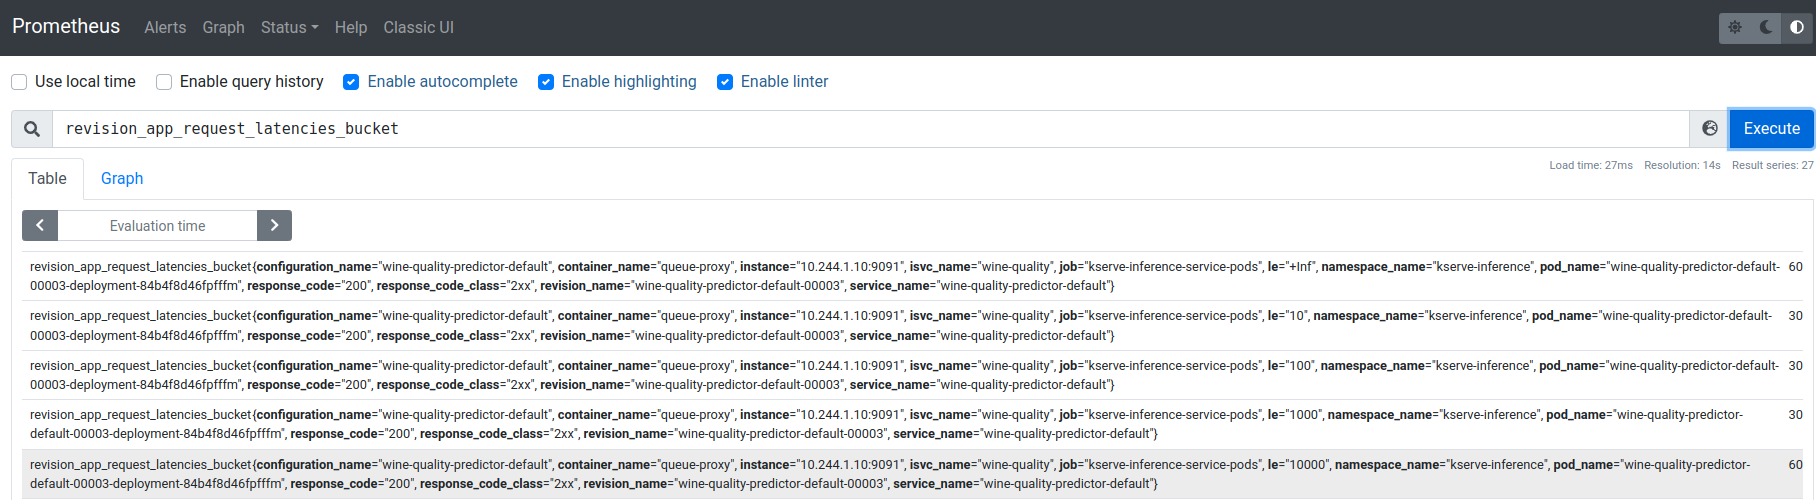 Prometheus Alerts Graph Status Help Classic UI
Use local time Enable query history Enable autocomplete Enable highlighting Enable linter
revision_app_request_latencies_bucket Execute
Load time: 27ms Resolution: 14s Result series: 27
Table Graph
Evaluation time
revision_app_request_latencies_bucket{configuration_name="wine-quality-predictor-default", container_name="queue-proxy", instance="10.244.1.10:9091", isvc_name="wine-quality", job="kserve-inference-service-pods", le="+Inf", namespace_name="kserve-inference", pod_name="wine-quality-predictor-default- 60
00003-deployment-84b4f8d46fpfffm", response_code="200", response_code_class="2xx", revision_name="wine-quality-predictor-default-00003", service_name="wine-quality-predictor-default"}
revision_app_request_latencies_bucket{configuration_name="wine-quality-predictor-default", container_name="queue-proxy", instance="10.244.1.10:9091", isvc_name="wine-quality", job="kserve-inference-service-pods", le="10", namespace_name="kserve-inference", pod_name="wine-quality-predictor-default- 30
00003-deployment-84b4f8d46fpfffm", response_code="200", response_code_class="2xx", revision_name="wine-quality-predictor-default-00003", service_name="wine-quality-predictor-default"}
revision_app_request_latencies_bucket{configuration_name="wine-quality-predictor-default", container_name="queue-proxy", instance="10.244.1.10:9091", isvc_name="wine-quality", job="kserve-inference-service-pods", le="100", namespace_name="kserve-inference", pod_name="wine-quality-predictor-default- 30
00003-deployment-84b4f8d46fpfffm", response_code="200", response_code_class="2xx", revision_name="wine-quality-predictor-default-00003", service_name="wine-quality-predictor-default"}
revision_app_request_latencies_bucket{configuration_name="wine-quality-predictor-default", container_name="queue-proxy", instance="10.244.1.10:9091", isvc_name="wine-quality", job="kserve-inference-service-pods", le="1000", namespace_name="kserve-inference", pod_name="wine-quality-predictor- 30
default-00003-deployment-84b4f8d46fpfffm", response_code="200", response_code_class="2xx", revision_name="wine-quality-predictor-default-00003", service_name="wine-quality-predictor-default"}
revision_app_request_latencies_bucket{configuration_name="wine-quality-predictor-default", container_name="queue-proxy", instance="10.244.1.10:9091", isvc_name="wine-quality", job="kserve-inference-service-pods", le="10000", namespace_name="kserve-inference", pod_name="wine-quality-predictor- 60
default-00003-deployment-84b4f8d46fpfffm", response_code="200", response_code_class="2xx", revision_name="wine-quality-predictor-default-00003", service_name="wine-quality-predictor-default"}